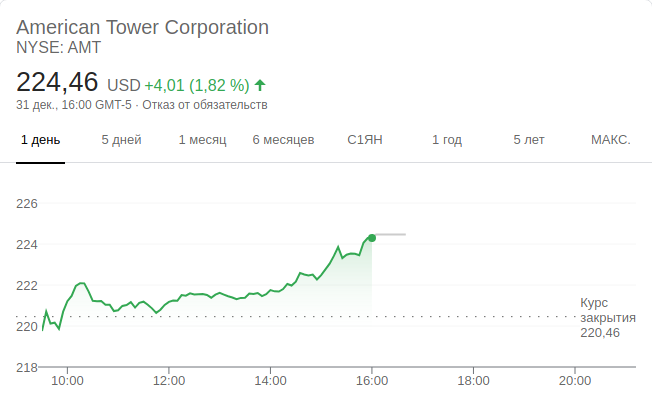 American Tower Corporation
NYSE: AMT
224,46 USD +4,01 (1,82 %)
31 дек., 16:00 GMT-5 · Отказ от обязательств
1 день 5 дней 1 месяц 6 месяцев С1ЯН 1 год 5 лет МАКС.
226
224
222
Курс
закрытия
220
220,46
218
10:00 12:00 14:00 16:00 18:00 20:00